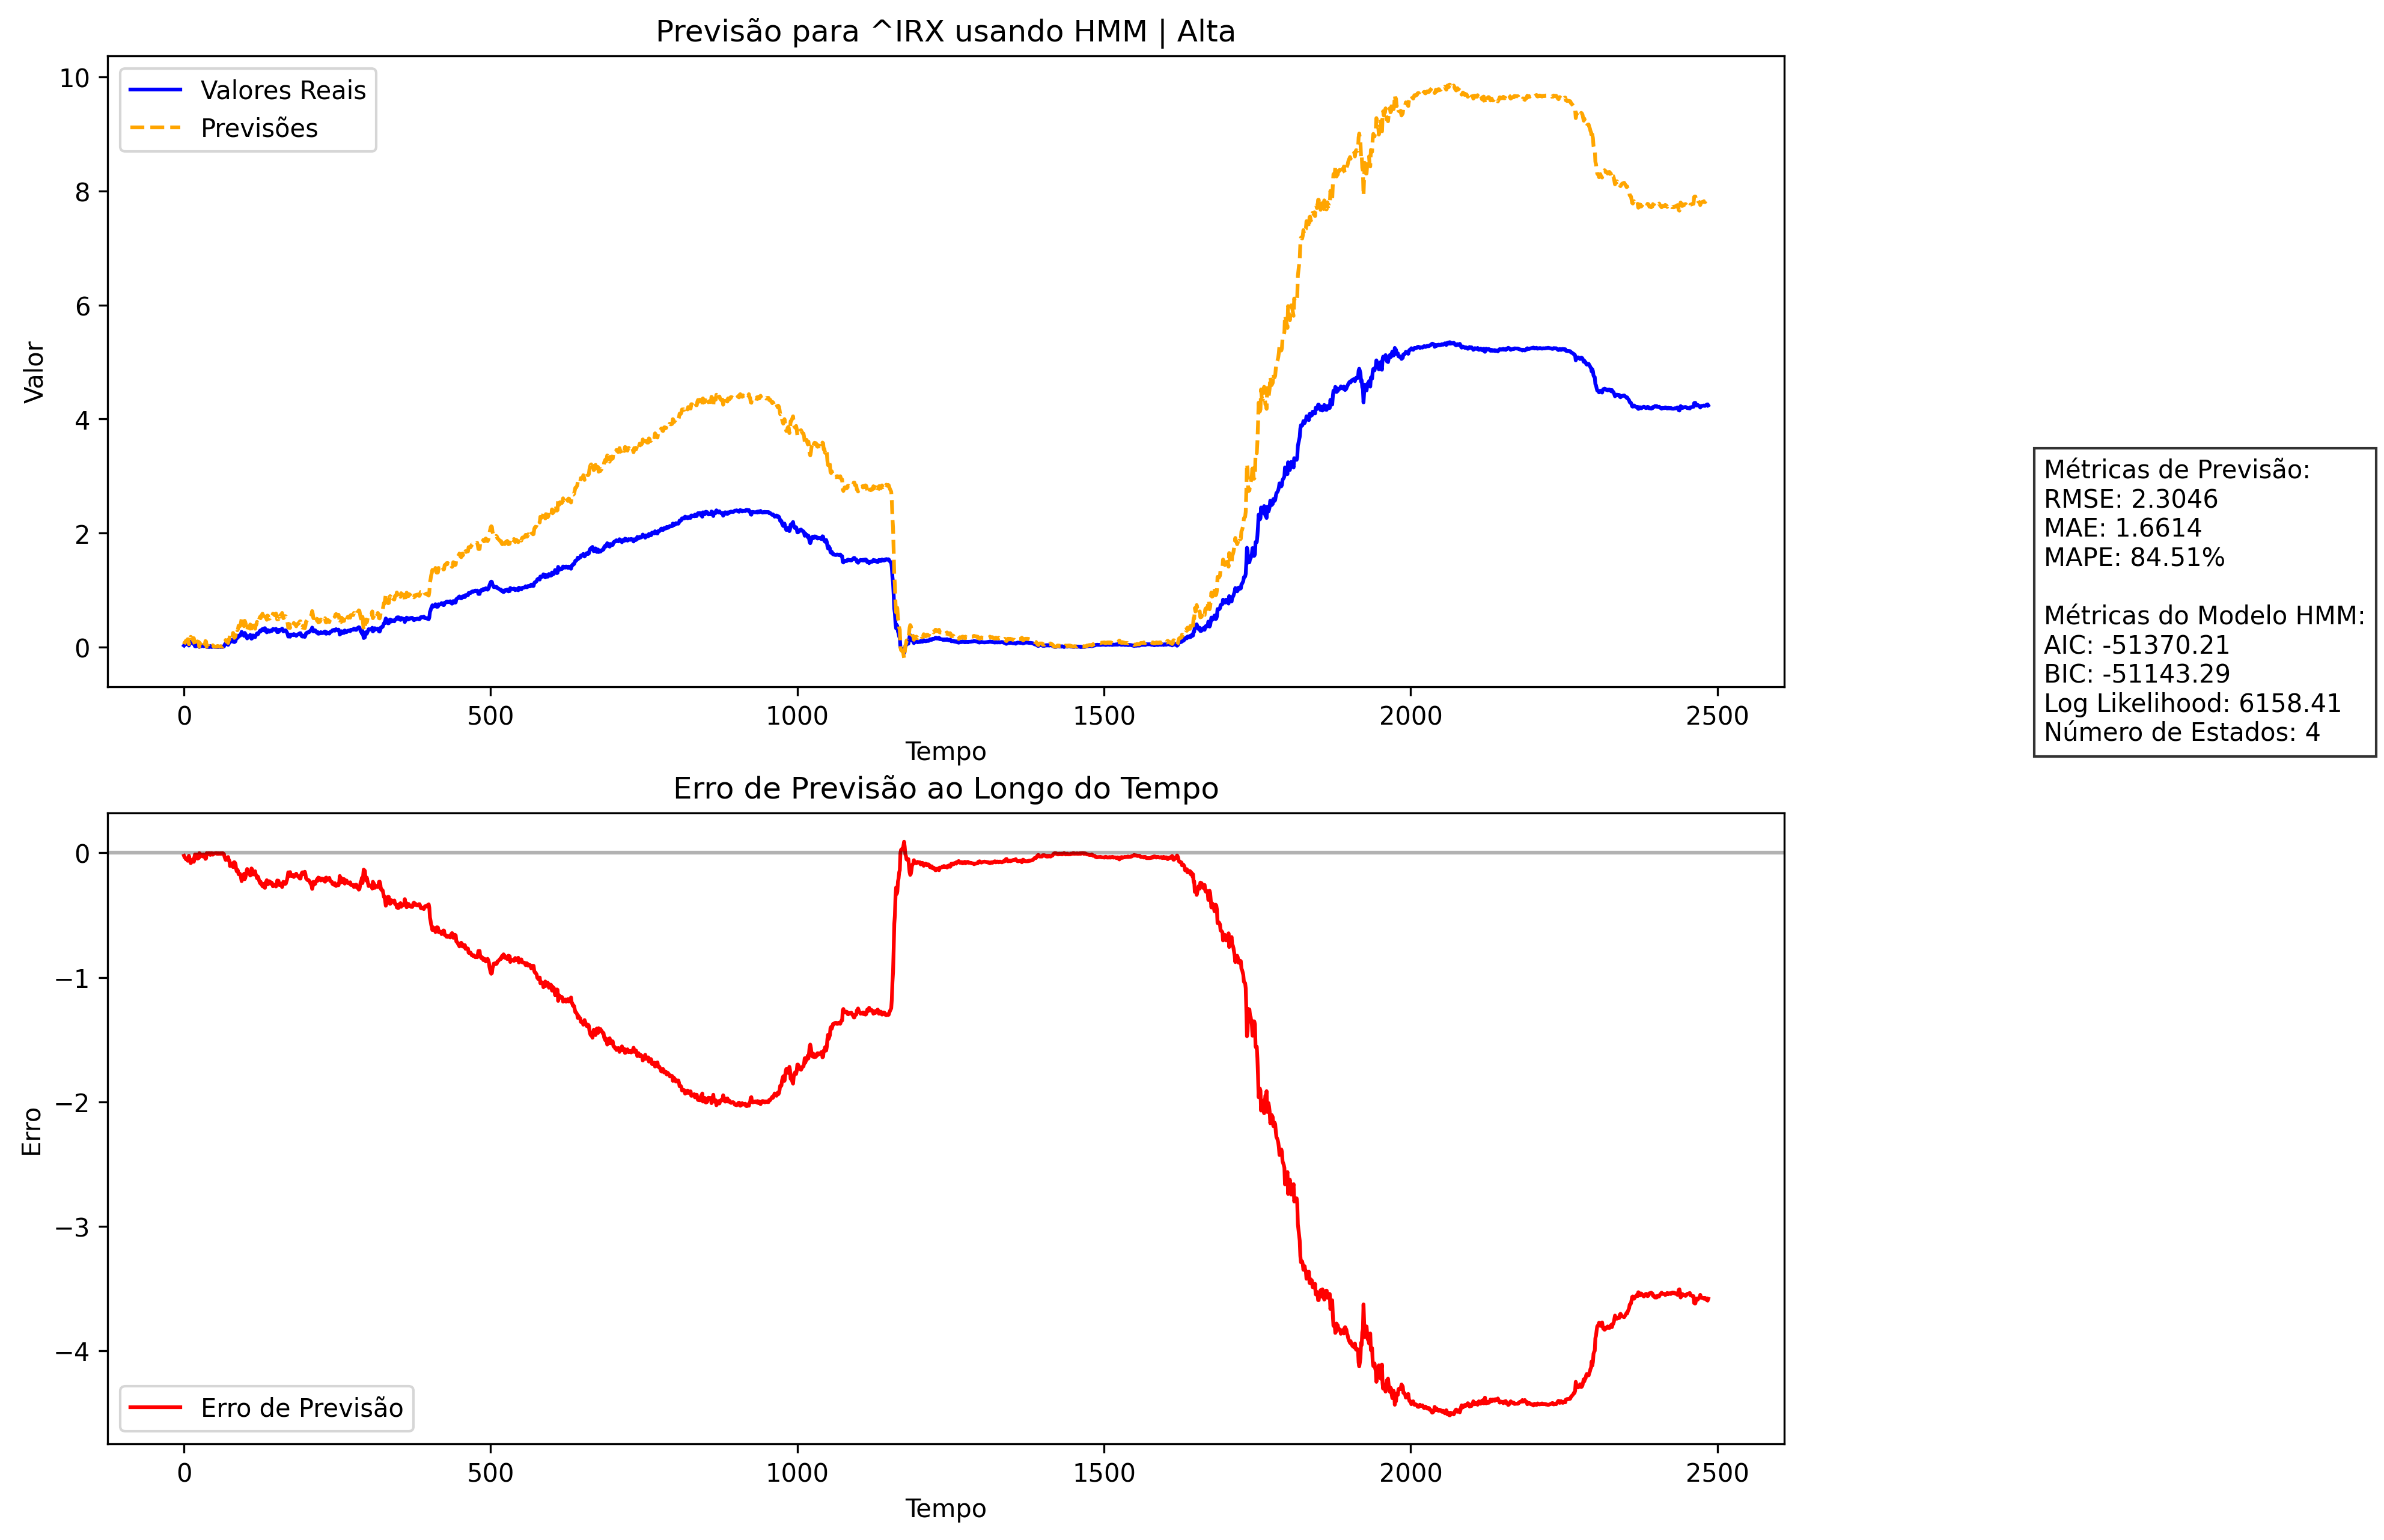 Previsão para ^IRX usando HMM | Alta
Valores Reais
Previsões
Valor
10
8
6
4
2
0
0
500
1000
1500
2000
2500
Tempo
Métricas de Previsão:
RMSE: 2.3046
MAE: 1.6614
MAPE: 84.51%
Métricas do Modelo HMM:
AIC: -51370.21
BIC: -51143.29
Log Likelihood: 6158.41
Número de Estados: 4
Erro de Previsão ao Longo do Tempo
Erro
0
−1
−2
−3
−4
Erro de Previsão
0
500
1000
1500
2000
2500
Tempo